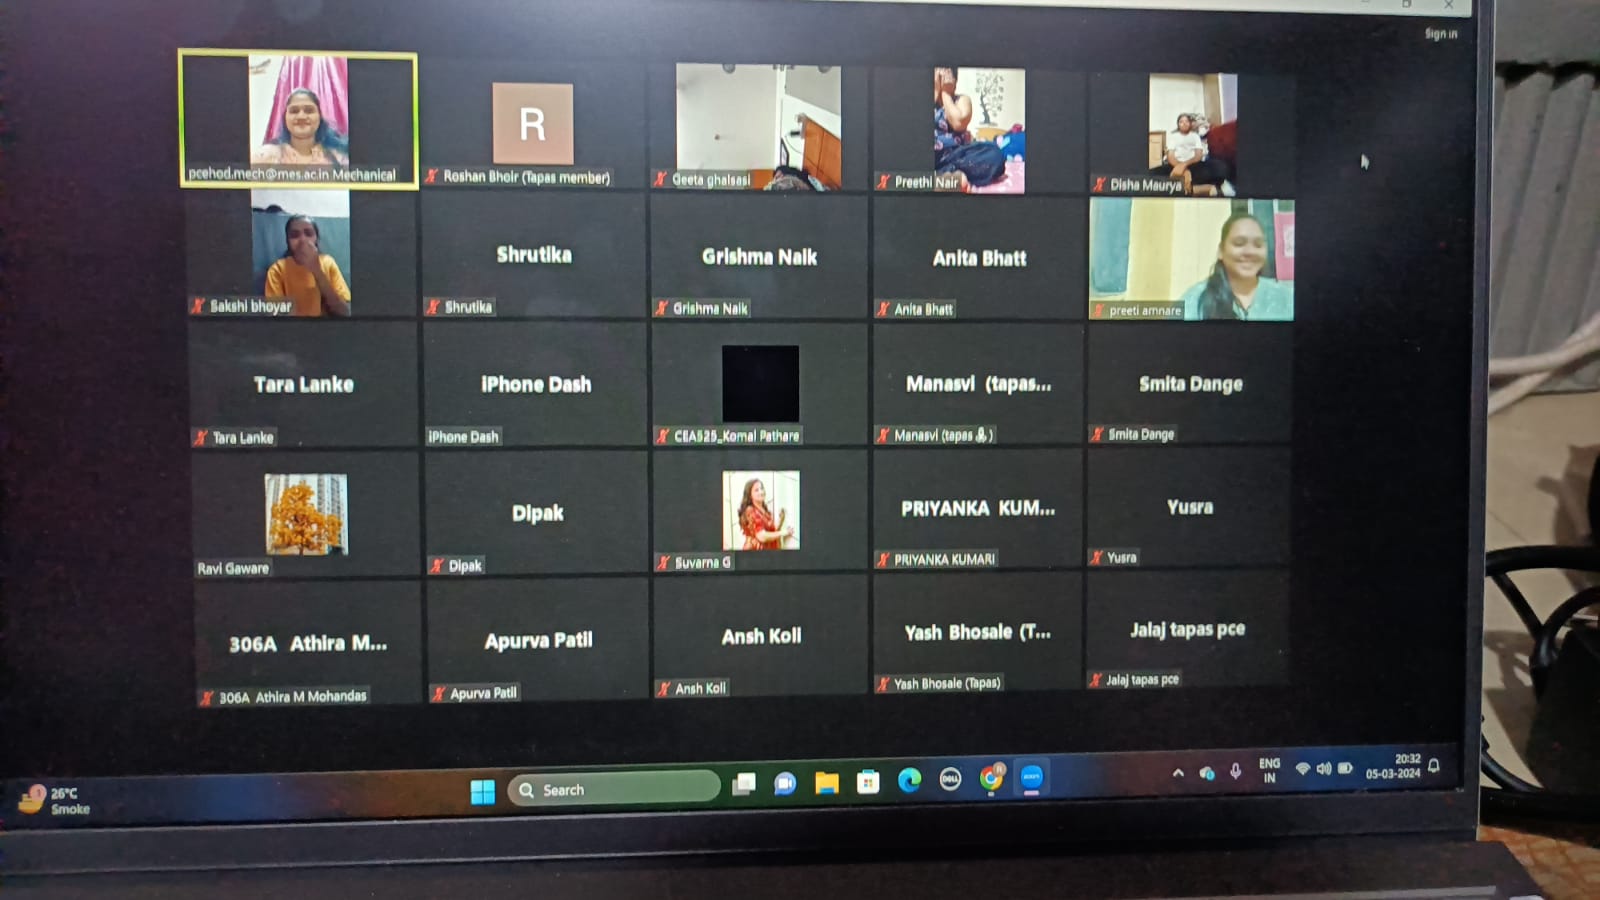 Sign in
pcehod.mech@mes.ac.in Mechanical
R
Roshan Bhoir (Tapas member)
Geeta ghalsasi
Preethi Nair
Disha Maurya
Sakshi bhoyar
Shrutika
Shrutika
Grishma Naik
Grishma Naik
Anita Bhatt
Anita Bhatt
preeti amnare
Tara Lanke
Tara Lanke
iPhone Dash
iPhone Dash
CEA525_Komal Pathare
Manasvi (tapas...
Manasvi (tapas🎗)
Smita Dange
Smita Dange
Ravi Gaware
Dipak
Dipak
Suvarna G
PRIYANKA KUM...
PRIYANKA KUMARI
Yusra
Yusra
306A Athira M...
306A Athira M Mohandas
Apurva Patil
Apurva Patil
Ansh Koli
Ansh Koli
Yash Bhosale (T...
Yash Bhosale (Tapas)
Jalaj tapas pce
Jalaj tapas pce
1
26°C
Smoke
Search
DELL
R
zoom
ENG
IN
20:32
05-03-2024